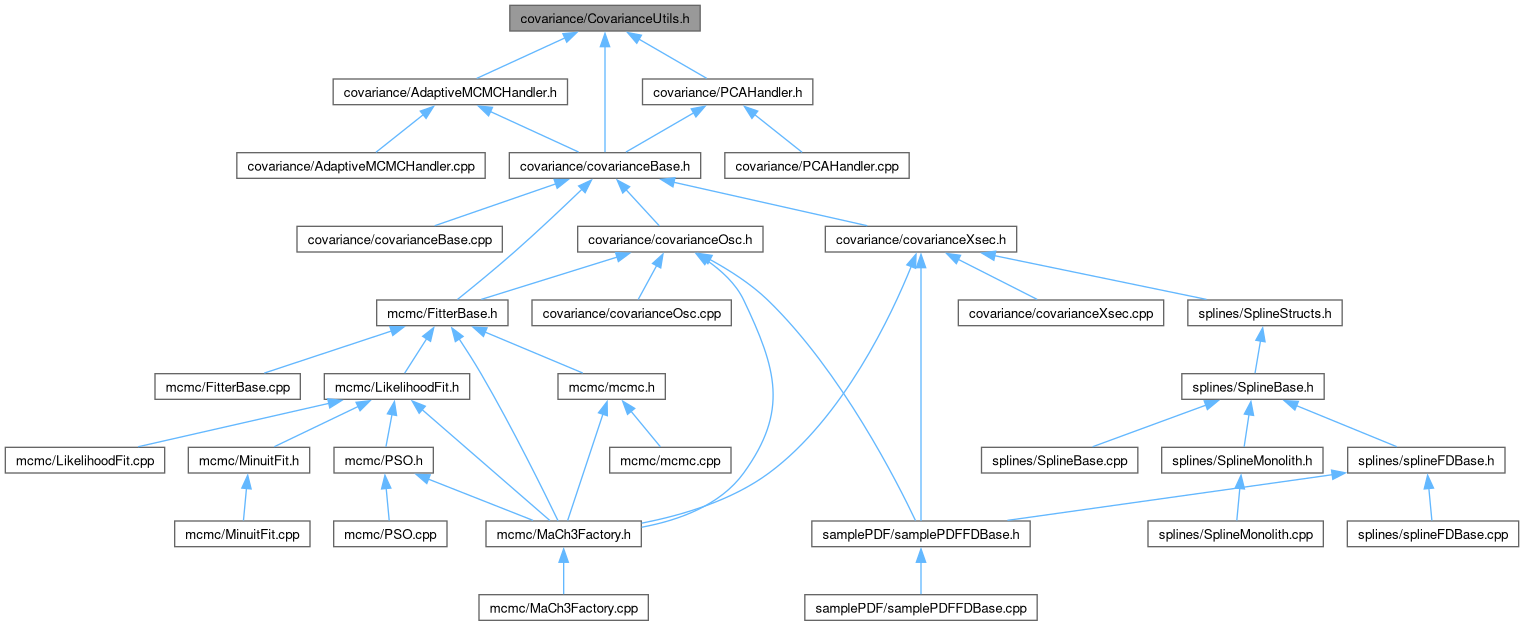 covariance/CovarianceUtils.h
covariance/AdaptiveMCMCHandler.h
covariance/PCAHandler.h
covariance/AdaptiveMCMCHandler.cpp
covariance/covarianceBase.h
covariance/PCAHandler.cpp
covariance/covarianceBase.cpp
covariance/covarianceOsc.h
covariance/covarianceXsec.h
mcmc/FitterBase.h
covariance/covarianceOsc.cpp
covariance/covarianceXsec.cpp
splines/SplineStructs.h
mcmc/FitterBase.cpp
mcmc/LikelihoodFit.h
mcmc/mcmc.h
splines/SplineBase.h
mcmc/LikelihoodFit.cpp
mcmc/MinuitFit.h
mcmc/PSO.h
mcmc/mcmc.cpp
splines/SplineBase.cpp
splines/SplineMonolith.h
splines/splineFDBase.h
mcmc/MinuitFit.cpp
mcmc/PSO.cpp
mcmc/MaCh3Factory.h
samplePDF/samplePDFFDBase.h
splines/SplineMonolith.cpp
splines/splineFDBase.cpp
mcmc/MaCh3Factory.cpp
samplePDF/samplePDFFDBase.cpp